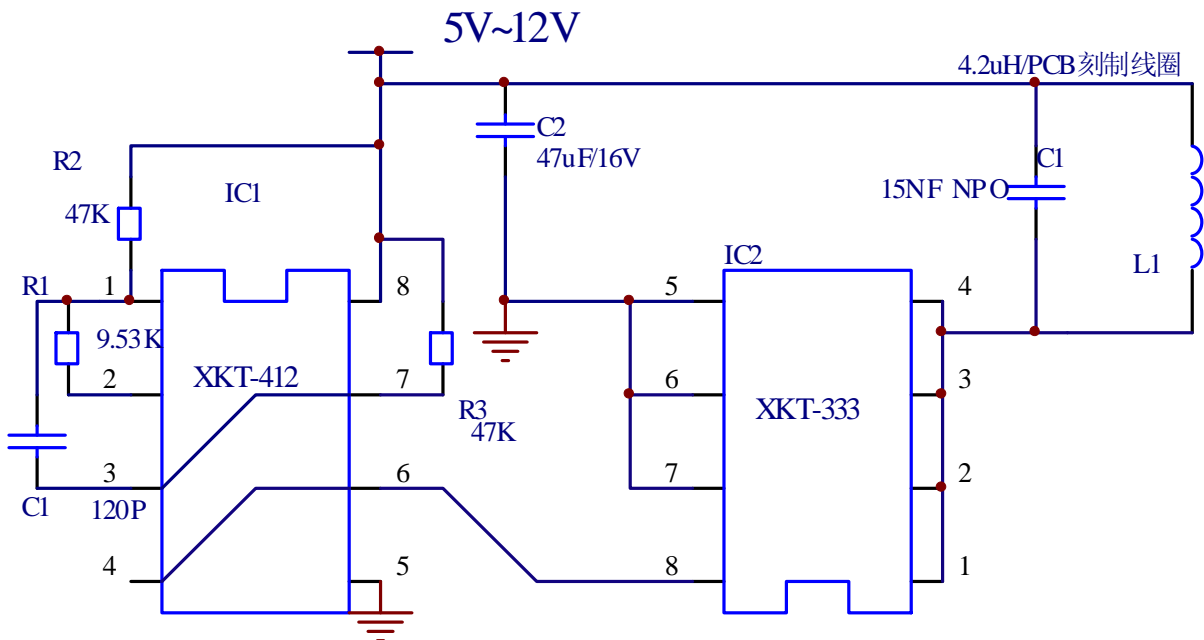 5V~12V
4.2uH/PCB刻制线圈
C2
47uF/16V
R2
C1
IC1
15NF NPO
47K
IC2
L1
R1
1
8
5
4
9.53K
XKT-412
2
7
6
XKT-333
3
R3
47K
3
6
7
2
C1
120P
4
5
8
1